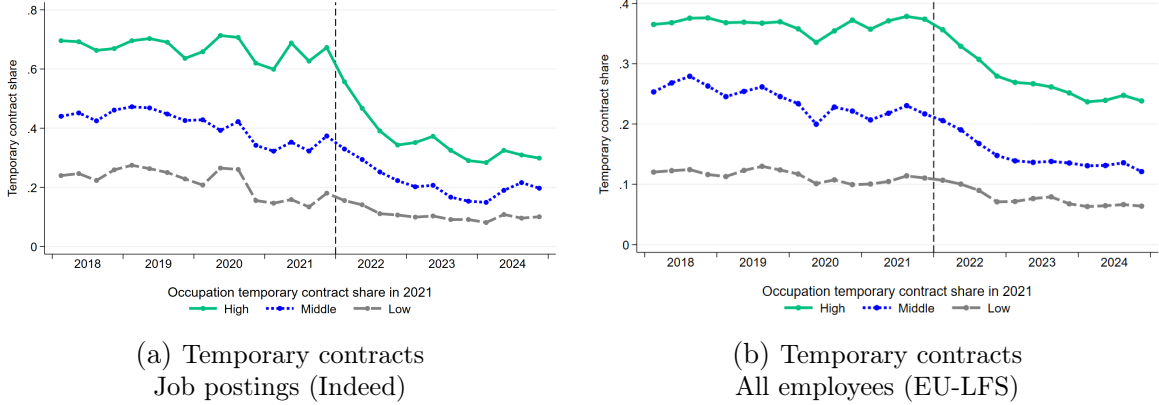 .8
.6
.4
.2
0
Temporary contract share
2018 2019 2020 2021 2022 2023 2024
Occupation temporary contract share in 2021
High Middle Low
(a) Temporary contracts
Job postings (Indeed)
.4
.3
.2
.1
0
Temporary contract share
2018 2019 2020 2021 2022 2023 2024
Occupation temporary contract share in 2021
High Middle Low
(b) Temporary contracts
All employees (EU-LFS)